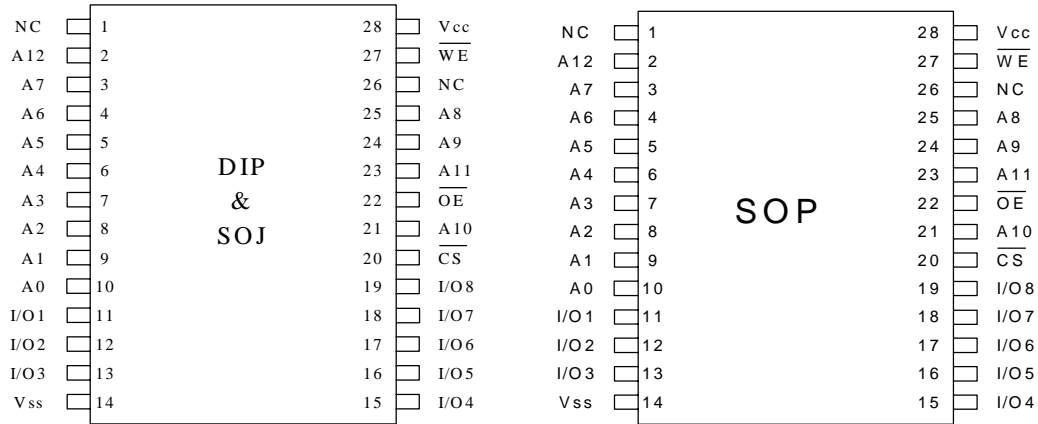 NC 1 28 Vcc
A12 2 27 WE
A7 3 26 NC
A6 4 25 A8
A5 5 24 A9
A4 6 23 A11
A3 7 22 OE
A2 8 21 A10
A1 9 20 CS
A0 10 19 I/O8
I/O1 11 18 I/O7
I/O2 12 17 I/O6
I/O3 13 16 I/O5
Vss 14 15 I/O4
DIP
&
SOJ
NC 1 28 Vcc
A12 2 27 WE
A7 3 26 NC
A6 4 25 A8
A5 5 24 A9
A4 6 23 A11
A3 7 22 OE
A2 8 21 A10
A1 9 20 CS
A0 10 19 I/O8
I/O1 11 18 I/O7
I/O2 12 17 I/O6
I/O3 13 16 I/O5
Vss 14 15 I/O4
SOP